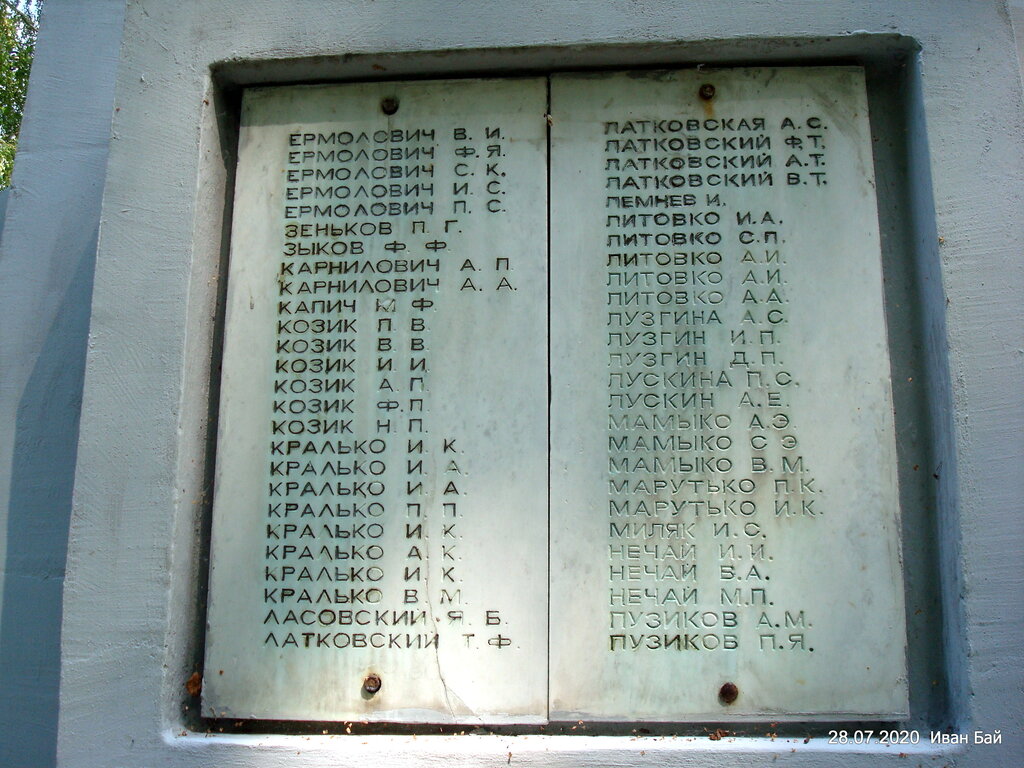 ЕРМОЛОВИЧ В. И.
ЕРМОЛОВИЧ Ф.Я.
ЕРМОЛОВИЧ С. К.
ЕРМОЛОВИЧ И. С.
ЕРМОЛОВИЧ П. С.
ЗЕНЬКОВ П. Г.
ЗЫКОВ Ф. Ф.
КАРНИЛОВИЧ А. П
КАРНИЛОВИЧ А. А.
КАПИЧ М Ф
КОЗИК П В.
КОЗИК В В.
КОЗИК И И.
КОЗИК А. П
КОЗИК Ф. П
КОЗИК Н. П.
КРАЛЬКО И. К.
КРАЛЬКО И. А.
КРАЛЬКО И. А.
КРАЛЬКО П. П.
КРАЛЬКО И. К.
КРАЛЬКО А. К.
КРАЛЬКО И. К.
КРАЛЬКО В. М.
ЛАСОВСКИЙ Я. Б.
ЛАТКОВСКИЙ Т. Ф.
ЛАТКОВСКАЯ А. С.
ЛАТКОВСКИЙ Ф.Т.
ЛАТКОВСКИЙ А.Т.
ЛАТКОВСКИЙ В.Т.
ЛЕМНЕВ И.
ЛИТОВКО И.А.
ЛИТОВКО С.П.
ЛИТОВКО А.И.
ЛИТОВКО А.И.
ЛИТОВКО А.А.
ЛУЗГИНА А.С.
ЛУЗГИН И.П.
ЛУЗГИН Д.П.
ЛУСКИНА П.С.
ЛУСКИН А.Е.
МАМЫКО А.Э.
МАМЫКО С Э
МАМЫКО В.М.
МАРУТЬКО П.К.
МАРУТЬКО И.К.
МИЛЯК И.С.
НЕЧАЙ И.И.
НЕЧАЙ Б.А.
НЕЧАЙ М.П.
ПУЗИКОВ А.М.
ПУЗИКОВ П.Я.
28.07.2020 Иван Бай